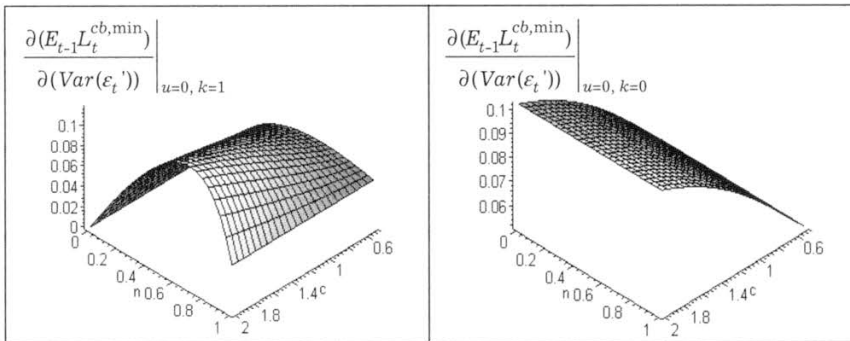 ∂(E_{t-1}L_t^{cb,min})
∂(Var(ε_t'))
u=0, k=1
0.1
0.08
0.06
0.04
0.02
0
0
0.2
0.4
n 0.6
0.8
1
2
1.8
1.4 c
1
0.6
∂(E_{t-1}L_t^{cb,min})
∂(Var(ε_t'))
u=0, k=0
0.1
0.09
0.08
0.07
0.06
0
0.2
0.4
n 0.6
0.8
1
2
1.8
1.4 c
1
0.6